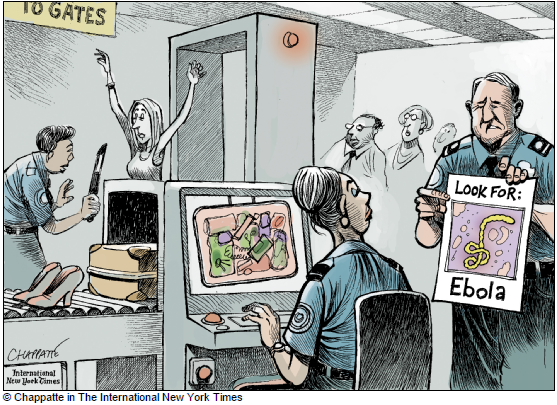 TO GATES
LOOK FOR:
Ebola
CHAPPATTE
International
New York Times
© Chappatte in The International New York Times